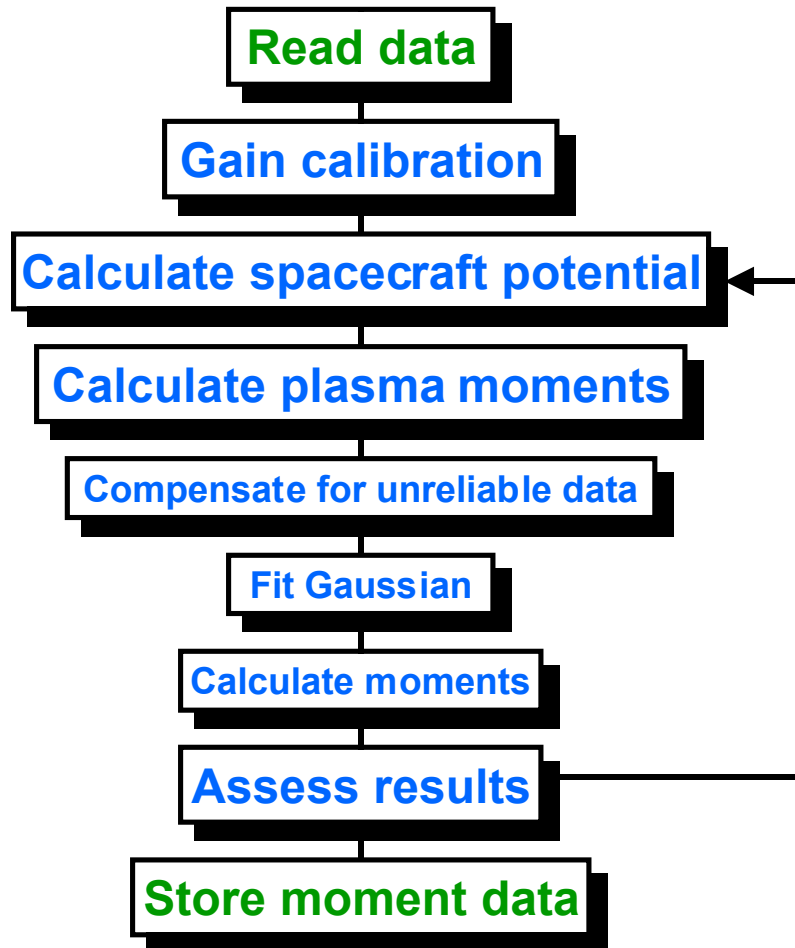 Read data
Gain calibration
Calculate spacecraft potential
Calculate plasma moments
Compensate for unreliable data
Fit Gaussian
Calculate moments
Assess results
Store moment data